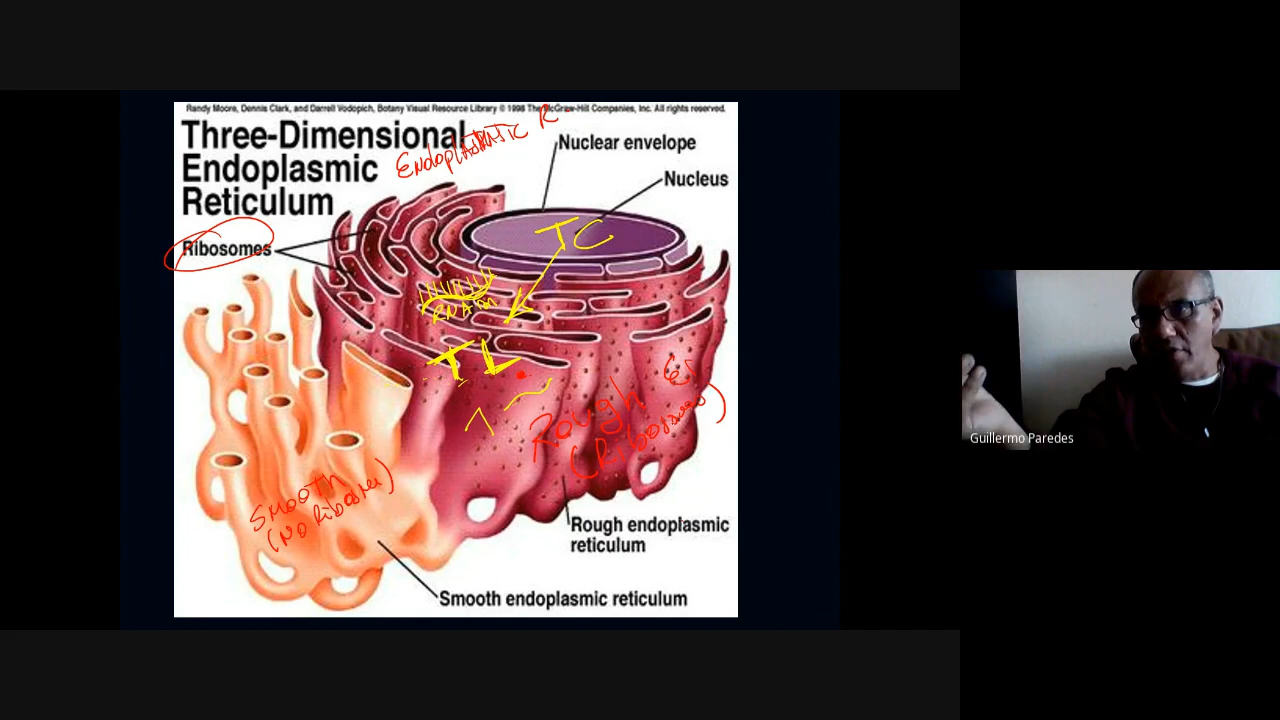 Randy Moore, Dennis Clark, and Darrell Vodopich, Botany Visual Resource Library © 1998 The McGraw-Hill Companies, Inc. All rights reserved.
Three-Dimensional
Endoplasmic
Reticulum
R
Nuclear envelope
Nucleus
Ribosomes
TC
RNAm
TL
Rough
(Ribosomes)
Smooth
(No Ribosomes)
Rough endoplasmic
reticulum
Smooth endoplasmic reticulum
Guillermo Paredes